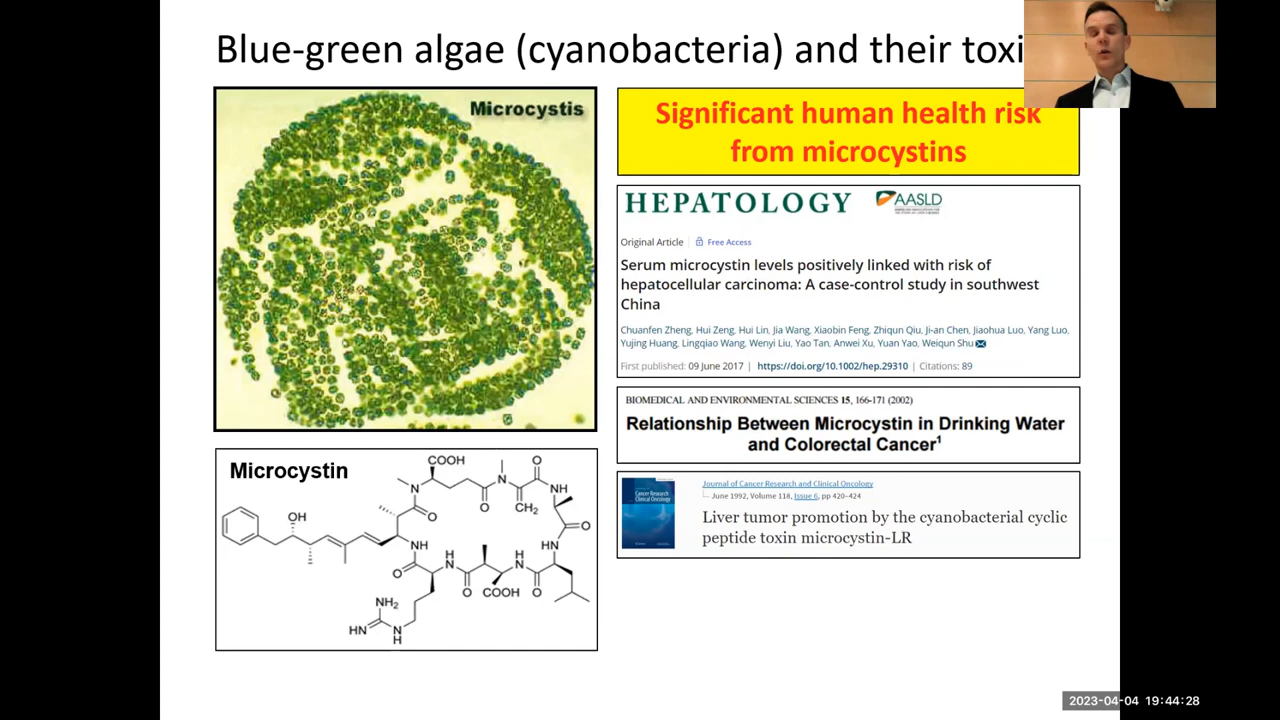 Blue-green algae (cyanobacteria) and their toxi
Microcystis
Significant human health risk
from microcystins
HEPATOLOGY
AASLD
Original Article
Free Access
Serum microcystin levels positively linked with risk of
hepatocellular carcinoma: A case-control study in southwest
China
Chuanfen Zheng, Hui Zeng, Hui Lin, Jia Wang, Xiaobin Feng, Zhiqun Qiu, Ji-an Chen, Jiaohua Luo, Yang Luo,
Yujing Huang, Lingqiao Wang, Wenyi Liu, Yao Tan, Anwei Xu, Yuan Yao, Weiqun Shu
First published: 09 June 2017 | https://doi.org/10.1002/hep.29310 | Citations: 89
BIOMEDICAL AND ENVIRONMENTAL SCIENCES 15, 166-171 (2002)
Relationship Between Microcystin in Drinking Water
and Colorectal Cancer1
Journal of Cancer Research and Clinical Oncology
June 1992, Volume 118, Issue 6, pp 420–424
Liver tumor promotion by the cyanobacterial cyclic
peptide toxin microcystin-LR
Cancer Research
Clinical Oncology
Microcystin
COOH
O
N
N
NH
O
O
CH2
O
OH
NH
HN
O
H
N
H
N
O
COOH
O
NH2
HN
N
H
2023-04-04 19:44:28